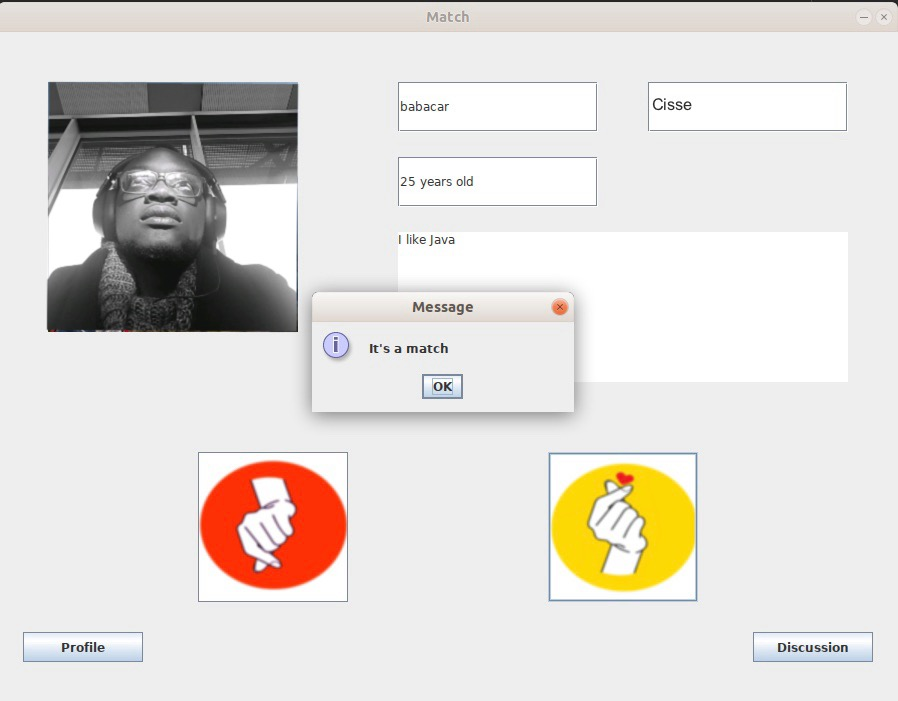 Match
babacar
Cisse
25 years old
I like Java
Message
It's a match
OK
Profile
Discussion